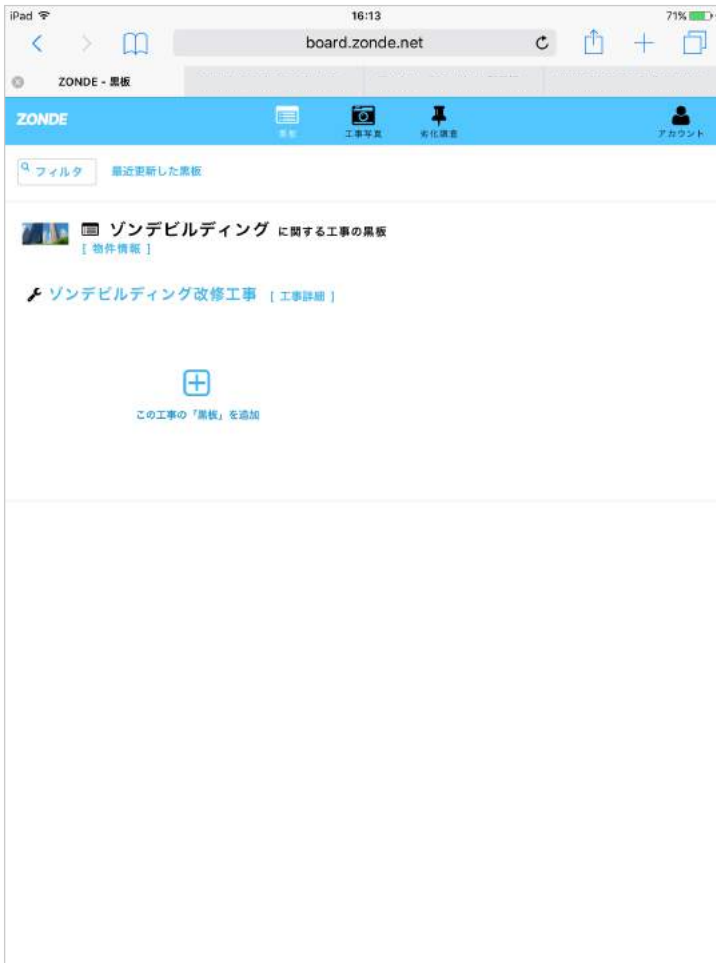 iPad 16:13 71%
board.zonde.net
ZONDE - 黒板
ZONDE
黒板 工事写真 劣化調査 アカウント
フィルタ 最近更新した黒板
ゾンデビルディング に関する工事の黒板
[ 物件情報 ]
ゾンデビルディング改修工事 [ 工事詳細 ]
この工事の「黒板」を追加